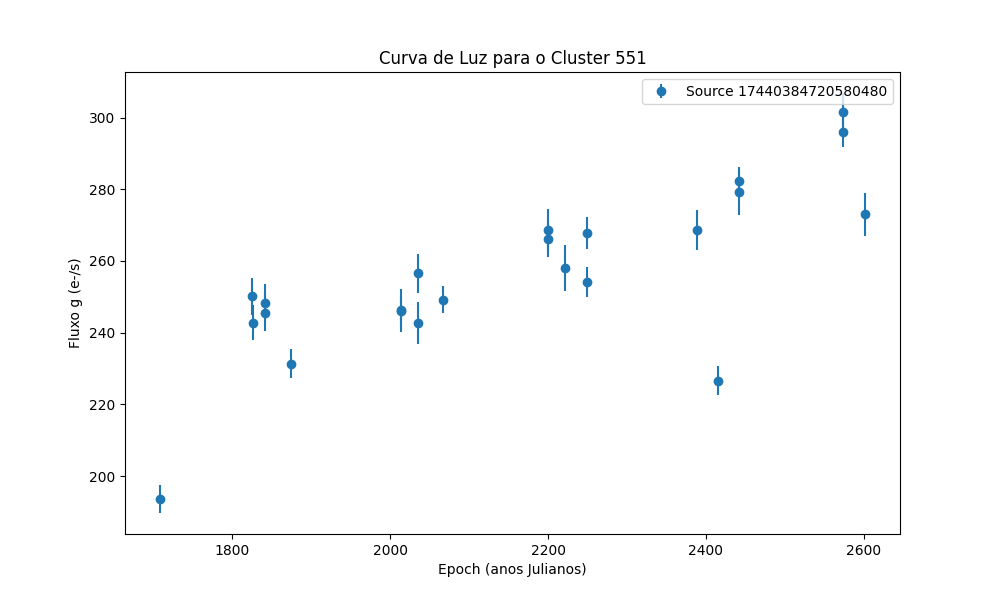 Curva de Luz para o Cluster 551
Source 17440384720580480
Fluxo g (e-/s)
300
280
260
240
220
200
1800 2000 2200 2400 2600
Epoch (anos Julianos)